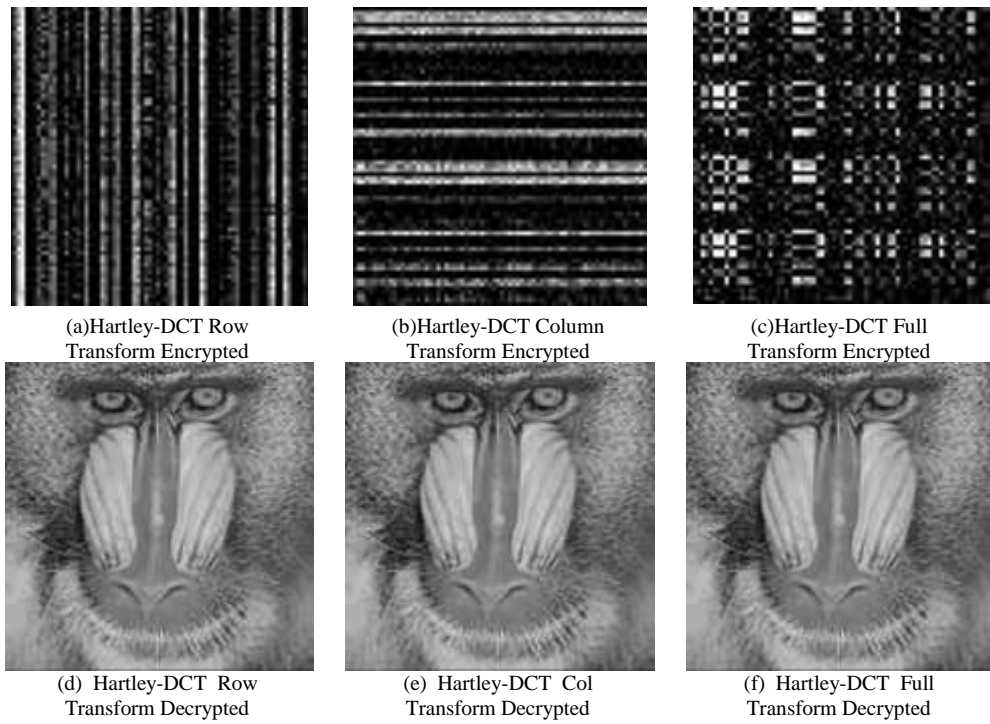 (a)Hartley-DCT Row
Transform Encrypted
(b)Hartley-DCT Column
Transform Encrypted
(c)Hartley-DCT Full
Transform Encrypted
(d) Hartley-DCT Row
Transform Decrypted
(e) Hartley-DCT Col
Transform Decrypted
(f) Hartley-DCT Full
Transform Decrypted